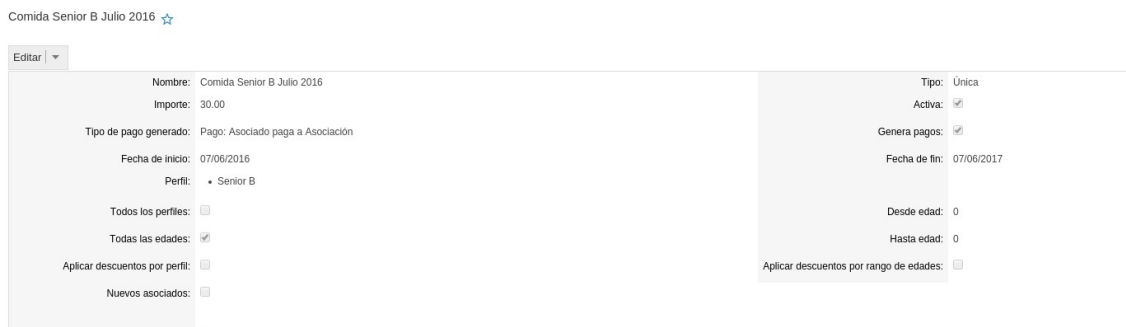 Comida Senior B Julio 2016
Editar
Nombre: Comida Senior B Julio 2016 Tipo: Única
Importe: 30.00 Activa:
Tipo de pago generado: Pago: Asociado paga a Asociación Genera pagos:
Fecha de inicio: 07/06/2016 Fecha de fin: 07/06/2017
Perfil: • Senior B
Todos los perfiles: Desde edad: 0
Todas las edades: Hasta edad: 0
Aplicar descuentos por perfil: Aplicar descuentos por rango de edades:
Nuevos asociados: